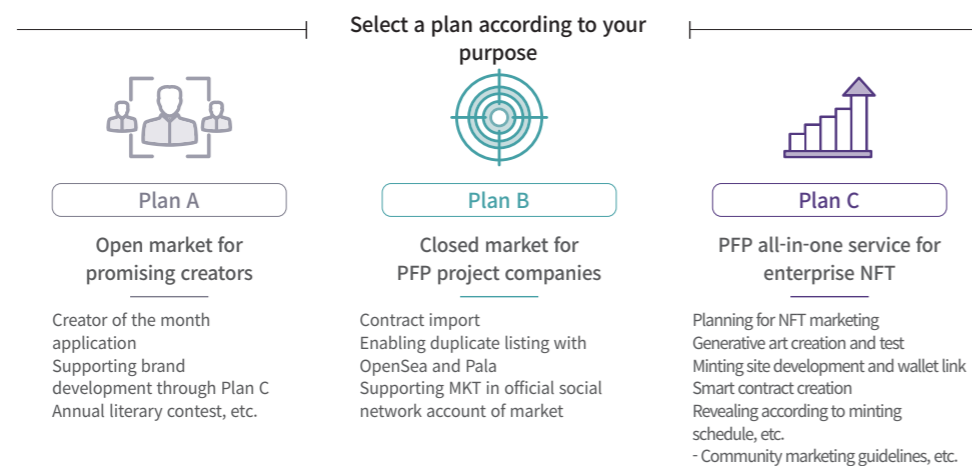 Select a plan according to your
purpose
Plan A
Open market for
promising creators
Creator of the month
application
Supporting brand
development through Plan C
Annual literary contest, etc.
Plan B
Closed market for
PFP project companies
Contract import
Enabling duplicate listing with
OpenSea and Pala
Supporting MKT in official social
network account of market
Plan C
PFP all-in-one service for
enterprise NFT
Planning for NFT marketing
Generative art creation and test
Minting site development and wallet link
Smart contract creation
Revealing according to minting
schedule, etc.
- Community marketing guidelines, etc.